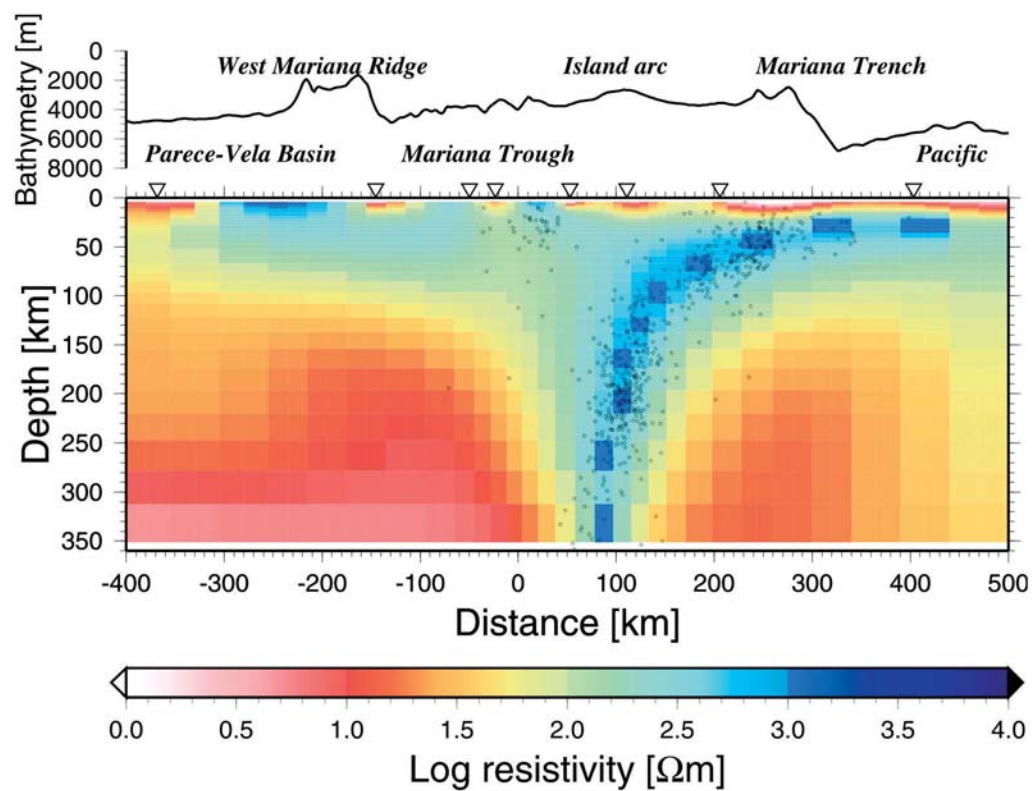 Bathymetry [m]
0
2000
4000
6000
8000
West Mariana Ridge
Island arc
Mariana Trench
Parece-Vela Basin
Mariana Trough
Pacific
Depth [km]
0
50
100
150
200
250
300
350
-400 -300 -200 -100 0 100 200 300 400 500
Distance [km]
0.0 0.5 1.0 1.5 2.0 2.5 3.0 3.5 4.0
Log resistivity [Ωm]